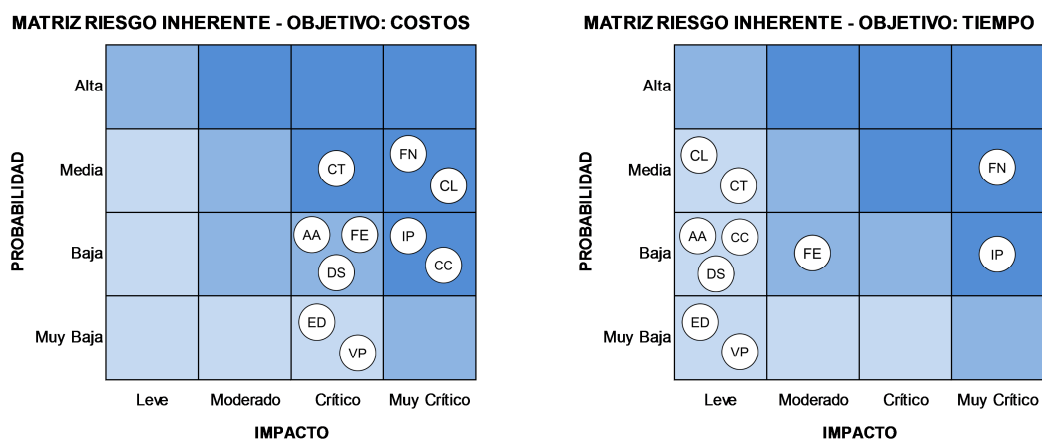 MATRIZ RIESGO INHERENTE - OBJETIVO: COSTOS
PROBABILIDAD
Alta
Media
CT
FN
CL
Baja
AA
FE
DS
IP
CC
Muy Baja
ED
VP
Leve
Moderado
Crítico
Muy Crítico
IMPACTO
MATRIZ RIESGO INHERENTE - OBJETIVO: TIEMPO
PROBABILIDAD
Alta
Media
CL
CT
FN
Baja
AA
CC
DS
FE
IP
Muy Baja
ED
VP
Leve
Moderado
Crítico
Muy Crítico
IMPACTO